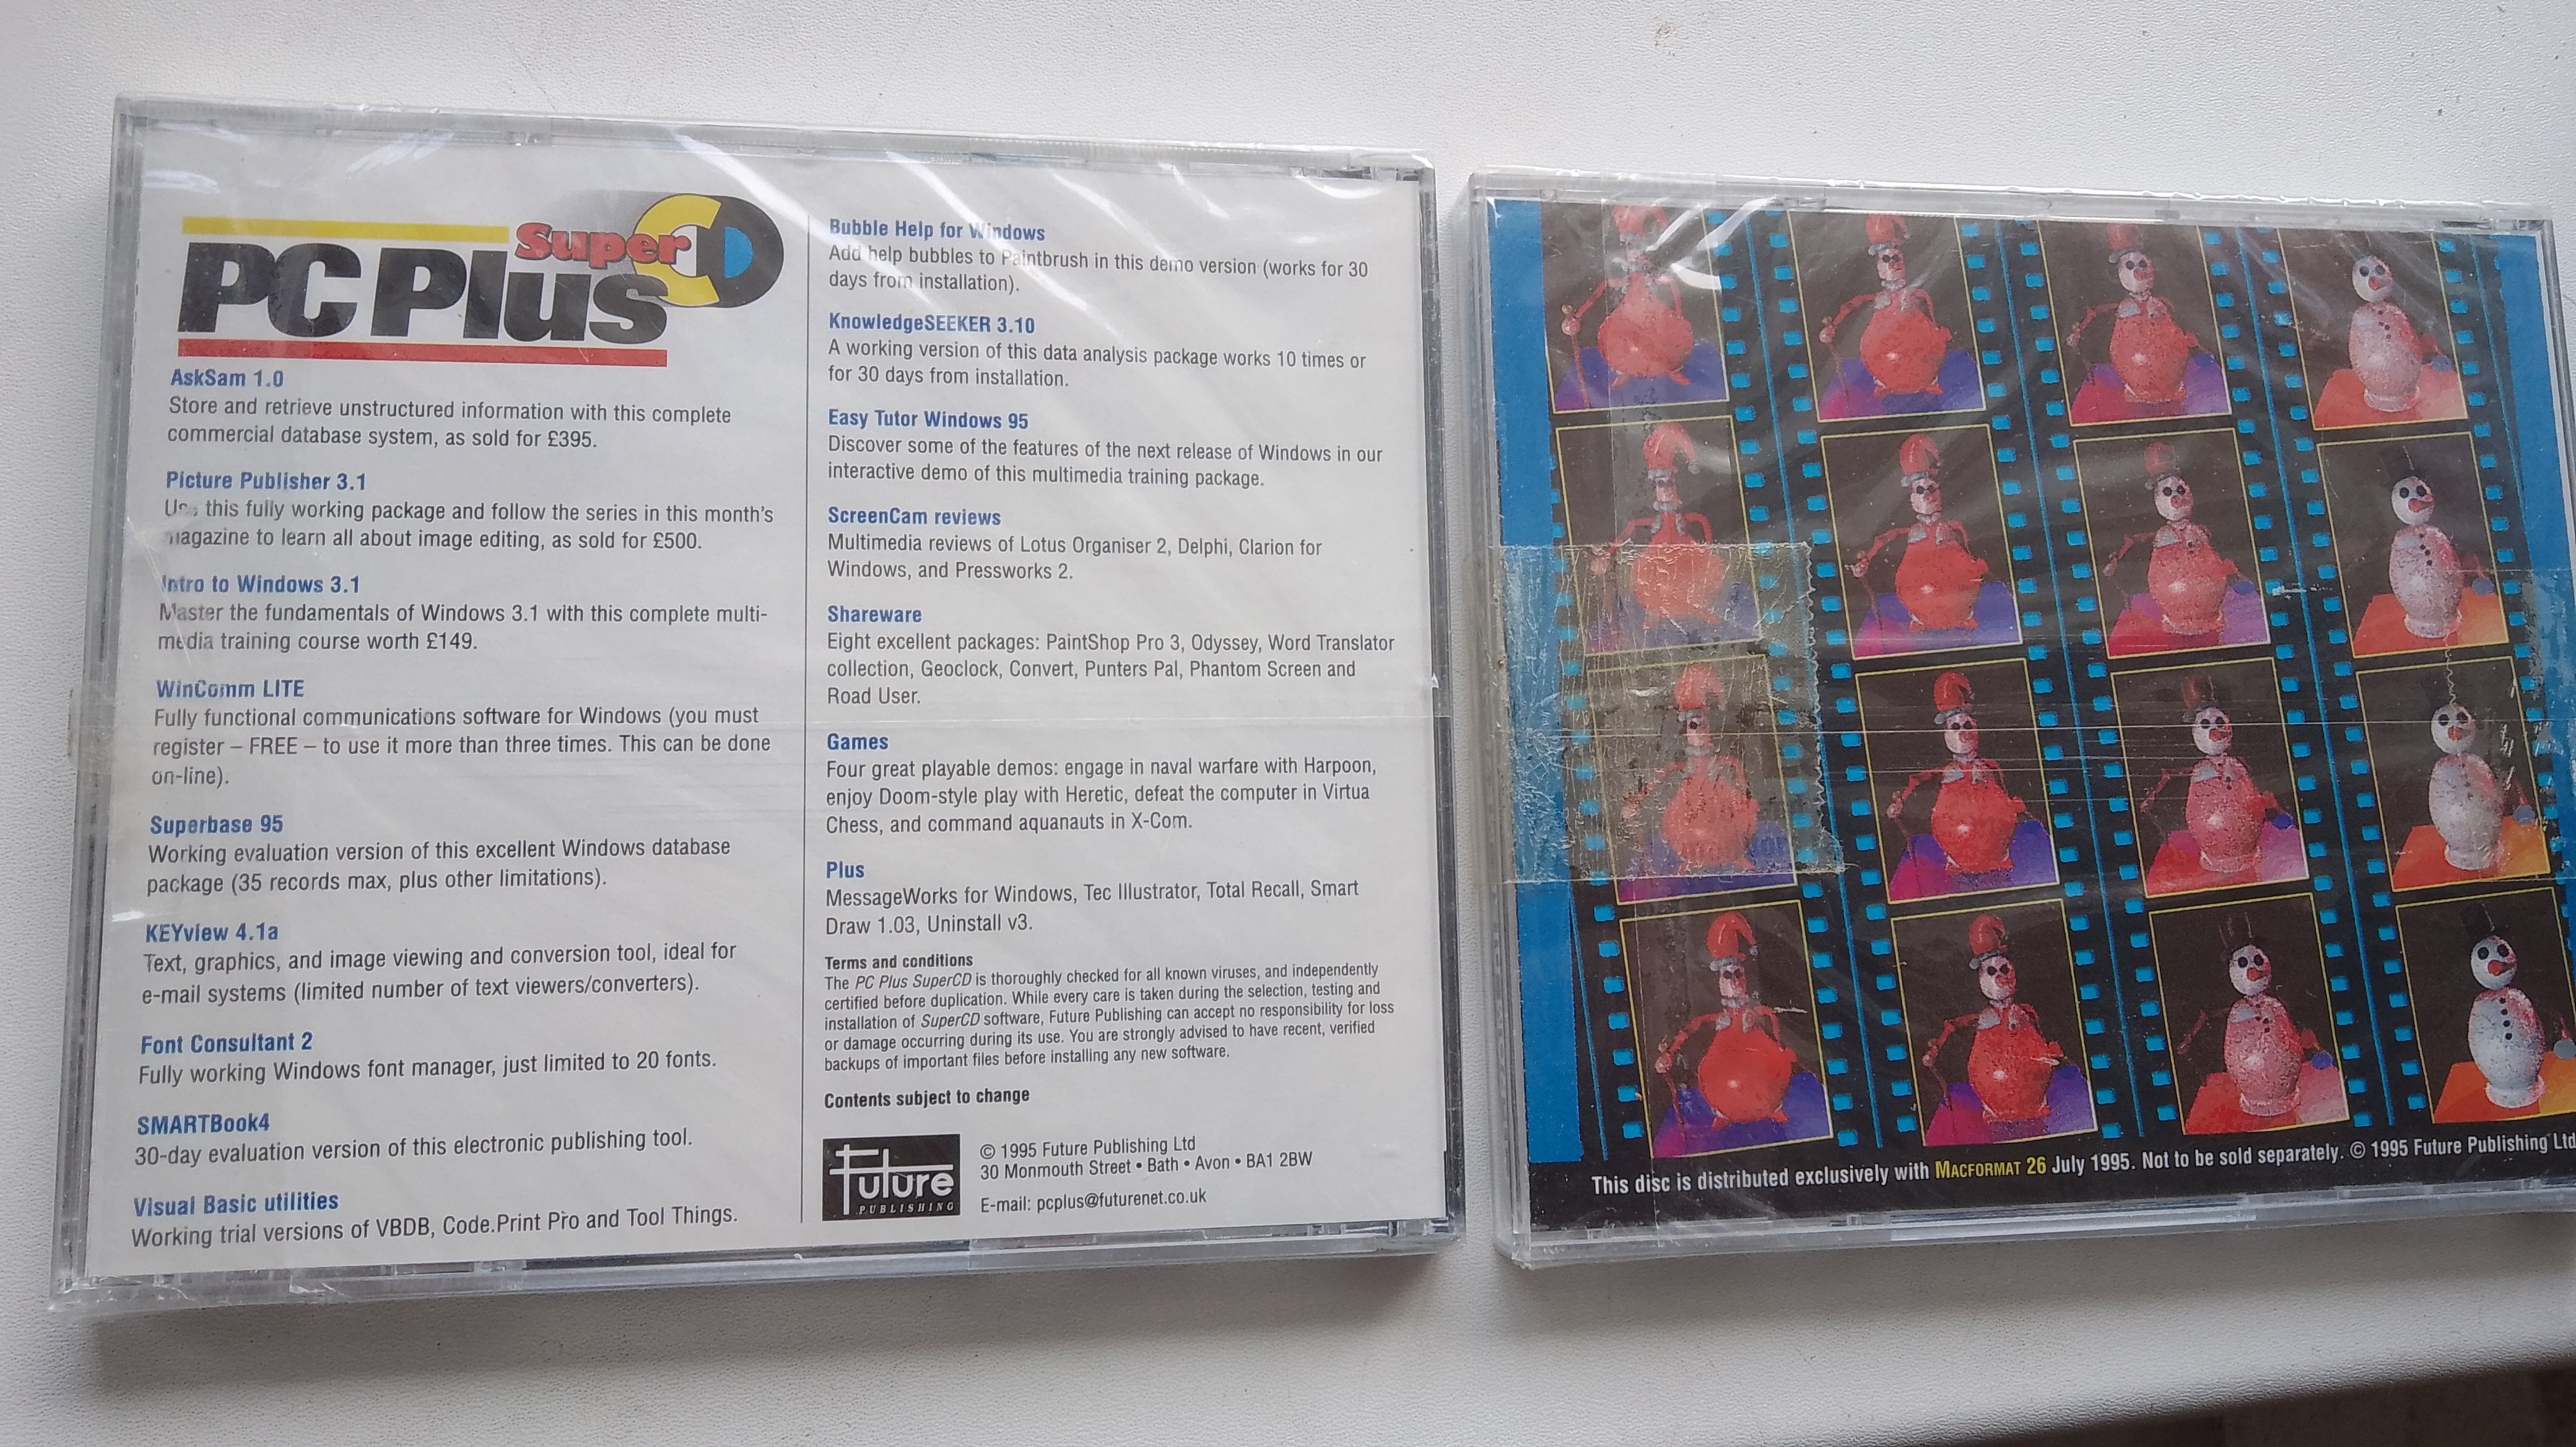 PC Plus Super CD
AskSam 1.0
Store and retrieve unstructured information with this complete
commercial database system, as sold for £395.
Picture Publisher 3.1
Use this fully working package and follow the series in this month's
magazine to learn all about image editing, as sold for £500.
Intro to Windows 3.1
Master the fundamentals of Windows 3.1 with this complete multi-
media training course worth £149.
WinComm LITE
Fully functional communications software for Windows (you must
register – FREE – to use it more than three times. This can be done
on-line).
Superbase 95
Working evaluation version of this excellent Windows database
package (35 records max, plus other limitations).
KEYview 4.1a
Text, graphics, and image viewing and conversion tool, ideal for
e-mail systems (limited number of text viewers/converters).
Font Consultant 2
Fully working Windows font manager, just limited to 20 fonts.
SMARTBook4
30-day evaluation version of this electronic publishing tool.
Visual Basic utilities
Working trial versions of VBDB, Code.Print Pro and Tool Things.
Bubble Help for Windows
Add help bubbles to Paintbrush in this demo version (works for 30
days from installation).
KnowledgeSEEKER 3.10
A working version of this data analysis package works 10 times or
for 30 days from installation.
Easy Tutor Windows 95
Discover some of the features of the next release of Windows in our
interactive demo of this multimedia training package.
ScreenCam reviews
Multimedia reviews of Lotus Organiser 2, Delphi, Clarion for
Windows, and Pressworks 2.
Shareware
Eight excellent packages: PaintShop Pro 3, Odyssey, Word Translator
collection, Geoclock, Convert, Punters Pal, Phantom Screen and
Road User.
Games
Four great playable demos: engage in naval warfare with Harpoon,
enjoy Doom-style play with Heretic, defeat the computer in Virtua
Chess, and command aquanauts in X-Com.
Plus
MessageWorks for Windows, Tec Illustrator, Total Recall, Smart
Draw 1.03, Uninstall v3.
Terms and conditions
The PC Plus SuperCD is thoroughly checked for all known viruses, and independently
certified before duplication. While every care is taken during the selection, testing and
installation of SuperCD software, Future Publishing can accept no responsibility for loss
or damage occurring during its use. You are strongly advised to have recent, verified
backups of important files before installing any new software.
Contents subject to change
Future PUBLISHING
© 1995 Future Publishing Ltd
30 Monmouth Street • Bath • Avon • BA1 2BW
E-mail: pcplus@futurenet.co.uk
This disc is distributed exclusively with MACFORMAT 26 July 1995. Not to be sold separately. © 1995 Future Publishing Ltd